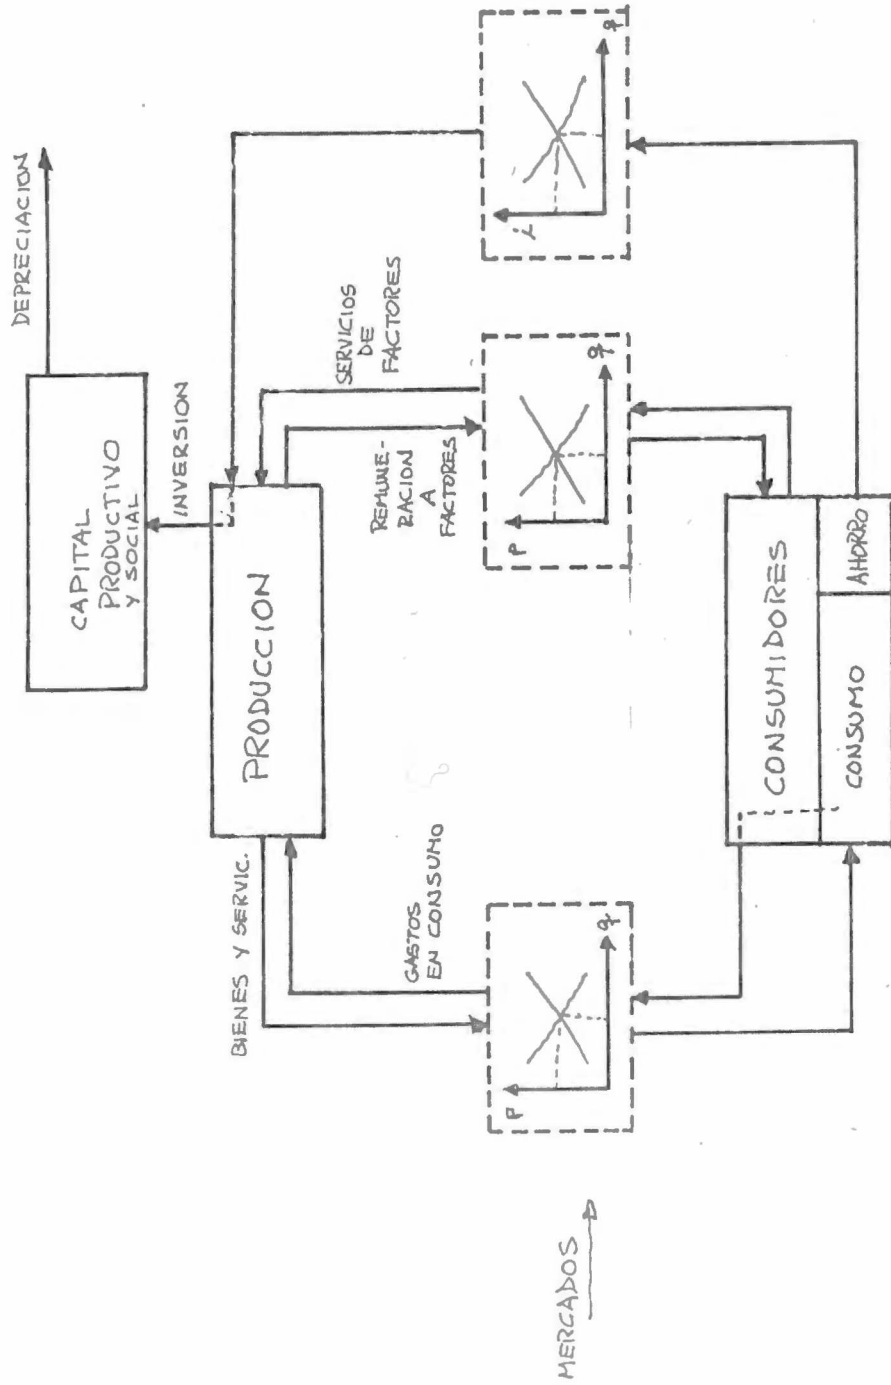 DEPRECIACION
CAPITAL
PRODUCTIVO
Y SOCIAL
INVERSION
PRODUCCION
BIENES Y SERVIC.
GASTOS
EN CONSUMO
REMUNE-
RACION
A
FACTORES
SERVICIOS
DE
FACTORES
MERCADOS
P
q
P
q
i
q
CONSUMIDORES
CONSUMO
AHORRO